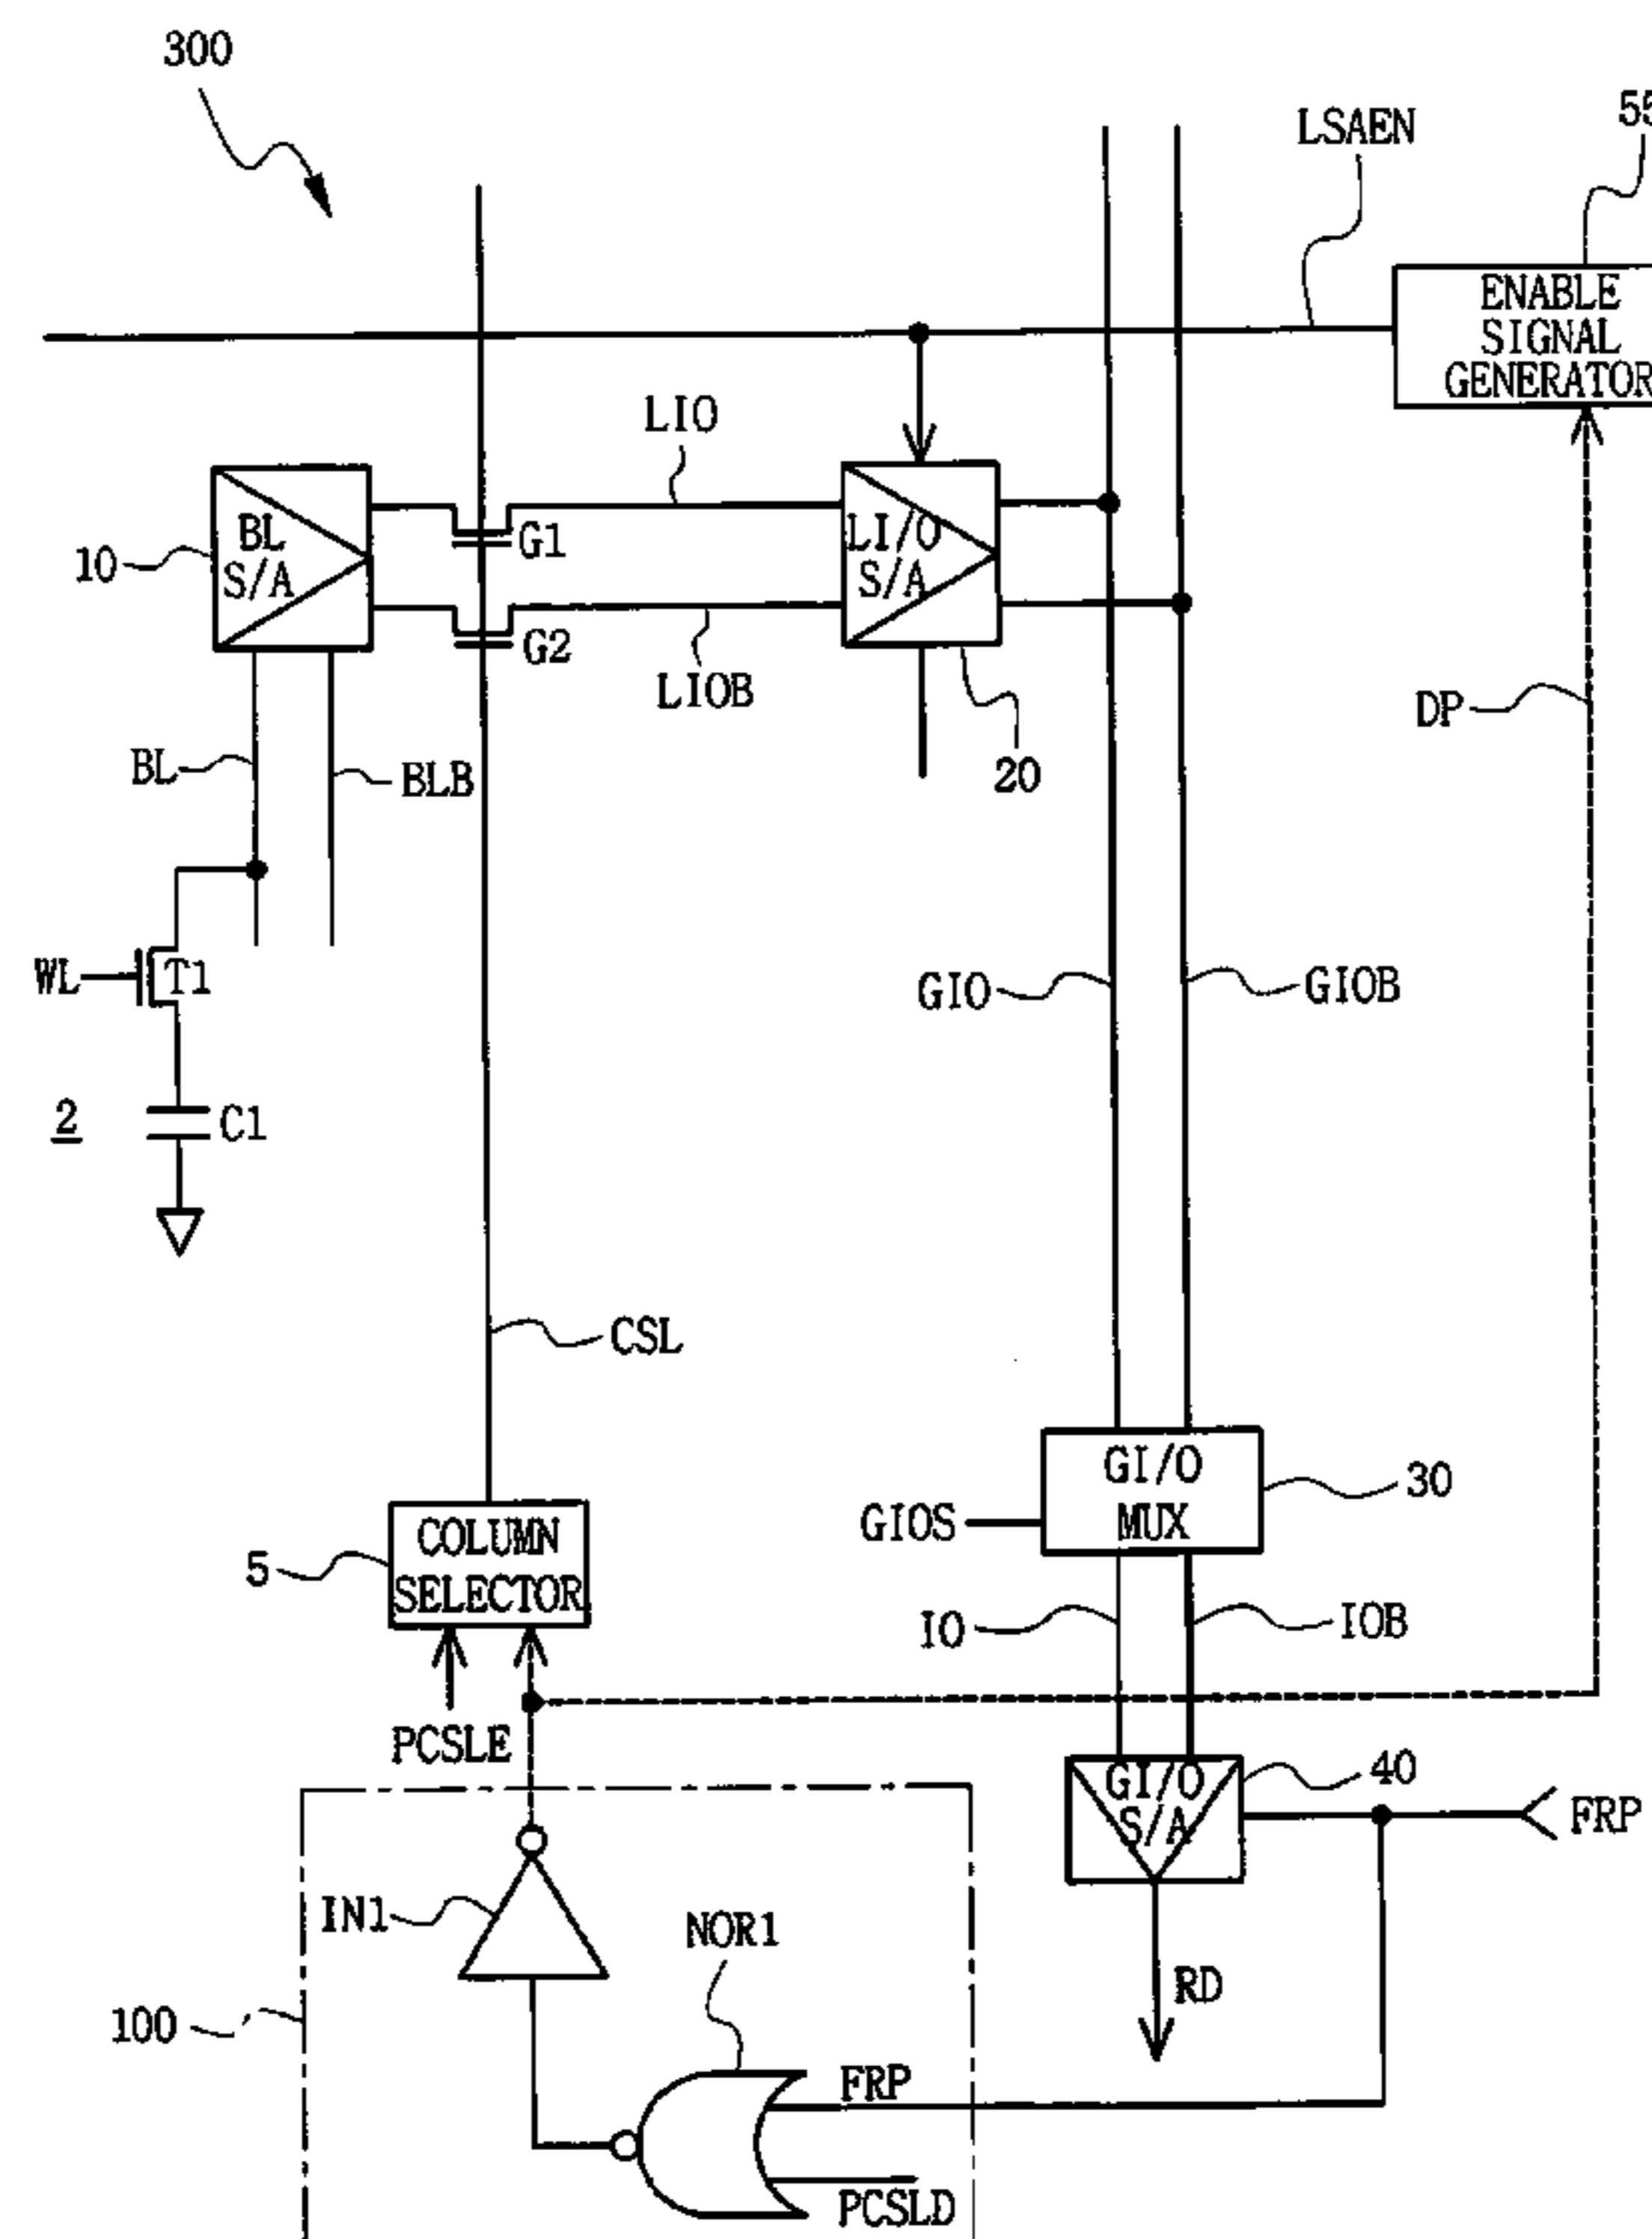 300
LSAEN
55
ENABLE
SIGNAL
GENERATOR
LIO
BL
S/A
10
G1
LI/O
S/A
G2
LIOB
20
DP
BL
BLB
WL
T1
GIO
GIOB
2
C1
CSL
GI/O
MUX
30
GIOS
COLUMN
SELECTOR
5
IO
IOB
PCSLE
GI/O
S/A
40
FRP
IN1
NOR1
RD
100
FRP
PCSLD